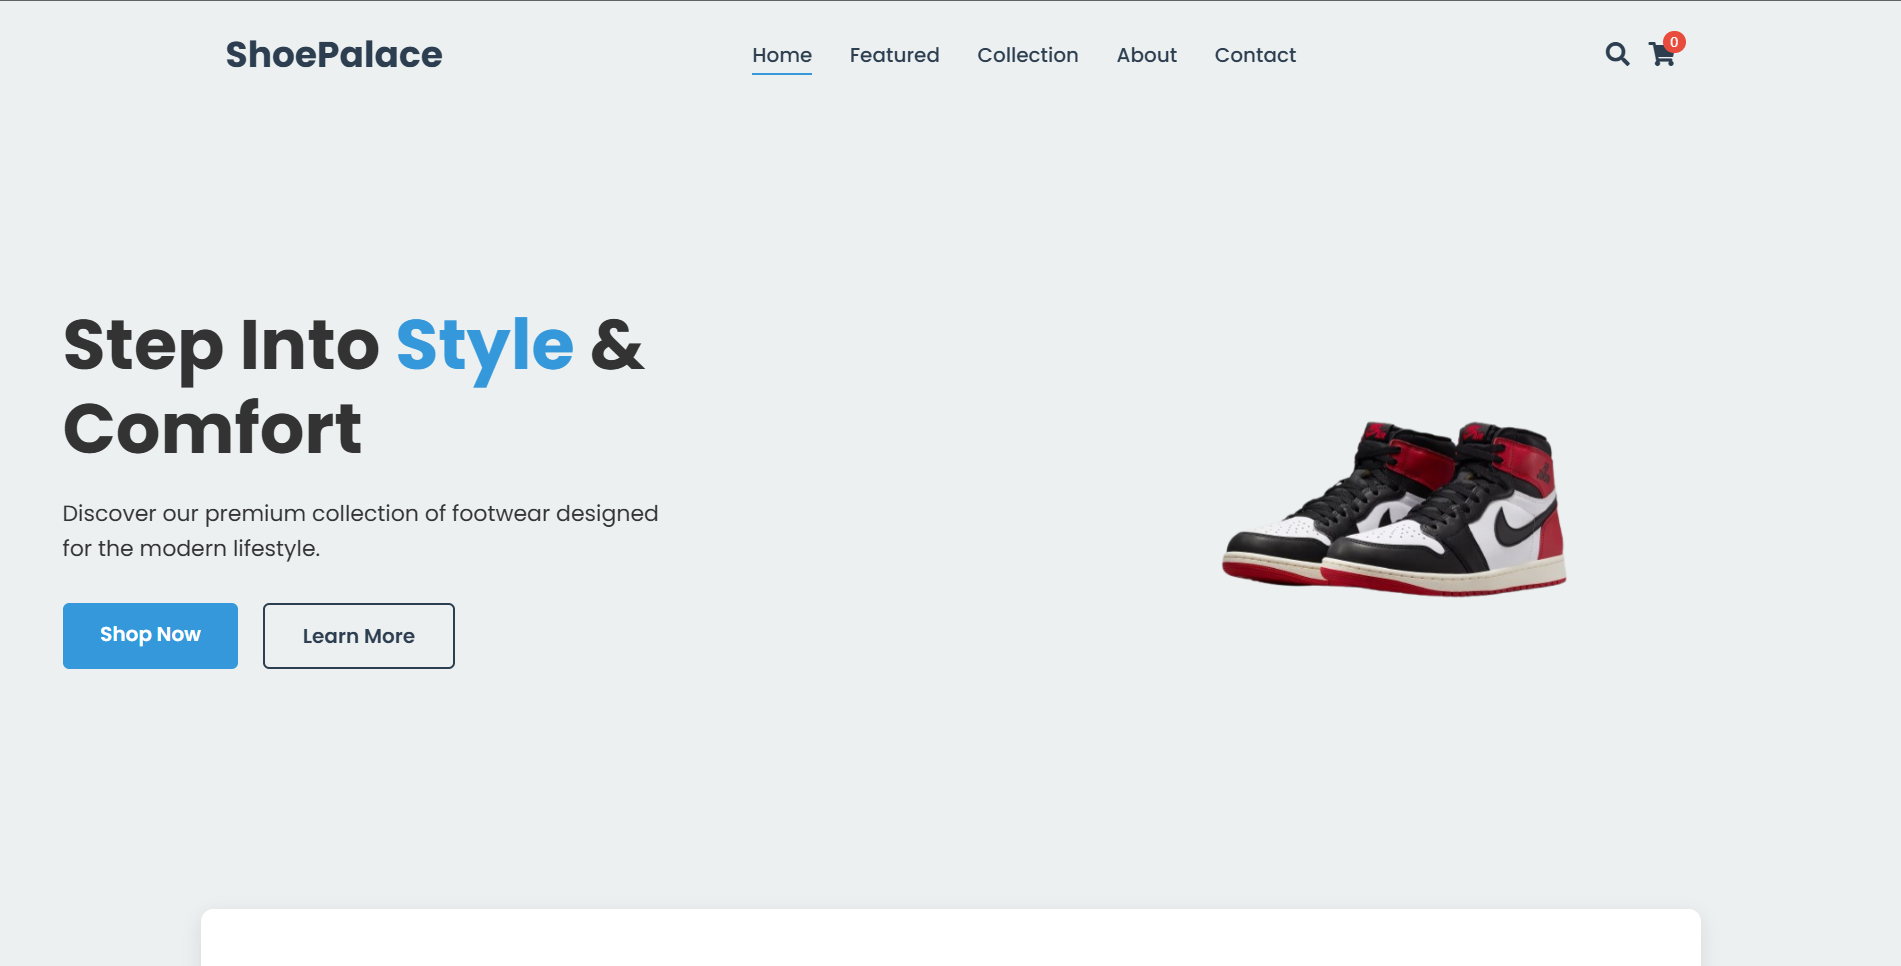 ShoePalace
Home Featured Collection About Contact
0
Step Into Style &
Comfort
Discover our premium collection of footwear designed
for the modern lifestyle.
Shop Now
Learn More